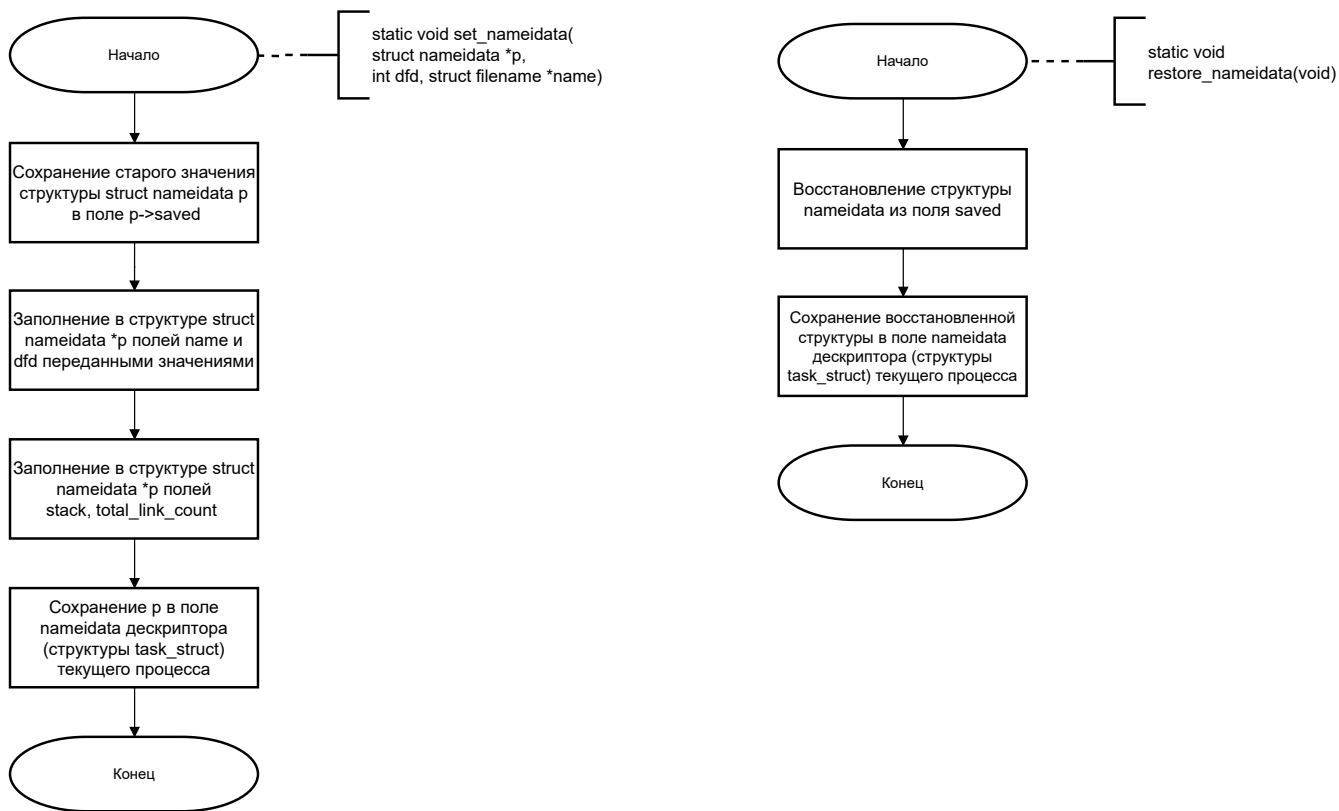 Начало
static void set_nameidata(
struct nameidata *p,
int dfd, struct filename *name)
Сохранение старого значения
структуры struct nameidata p
в поле p->saved
Заполнение в структуре struct
nameidata *p полей name и
dfd переданными значениями
Заполнение в структуре struct
nameidata *p полей
stack, total_link_count
Сохранение p в поле
nameidata дескриптора
(структуры task_struct)
текущего процесса
Конец
Начало
static void
restore_nameidata(void)
Восстановление структуры
nameidata из поля saved
Сохранение восстановленной
структуры в поле nameidata
дескриптора (структуры
task_struct) текущего процесса
Конец